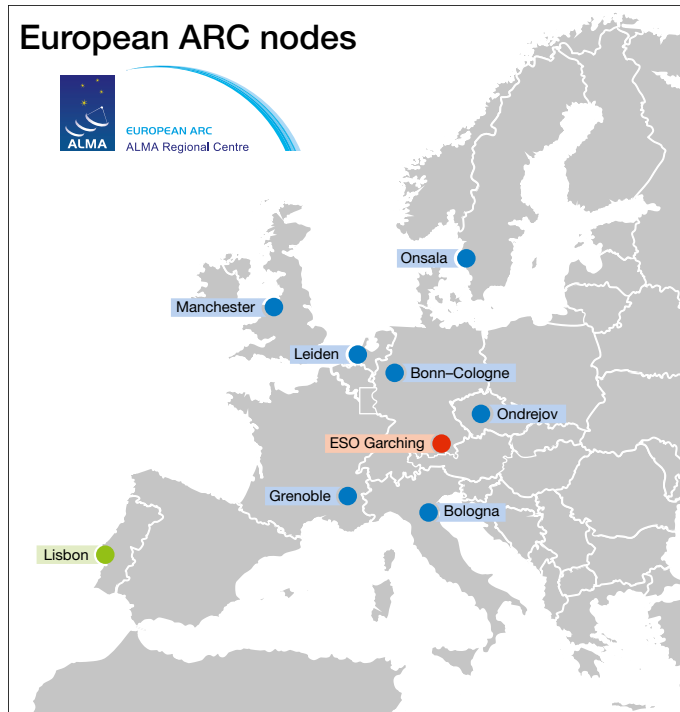 European ARC nodes
ALMA
EUROPEAN ARC
ALMA Regional Centre
Onsala
Manchester
Leiden
Bonn–Cologne
Ondrejov
ESO Garching
Grenoble
Bologna
Lisbon